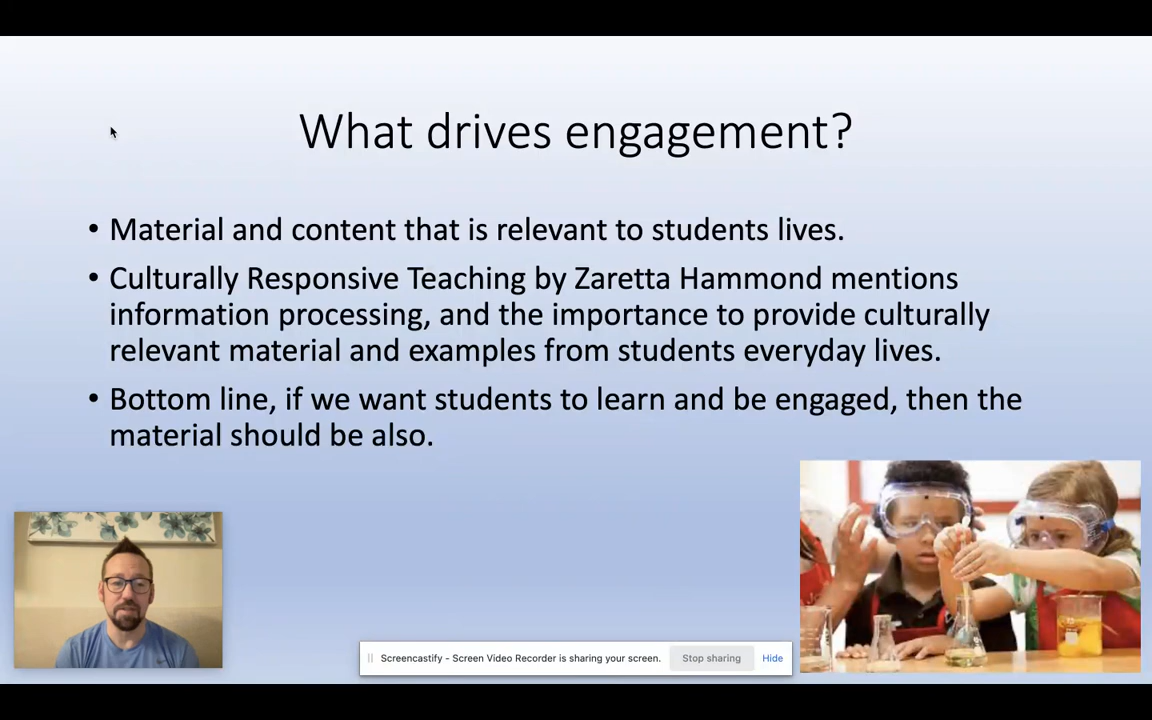 What drives engagement?
• Material and content that is relevant to students lives.
• Culturally Responsive Teaching by Zaretta Hammond mentions
information processing, and the importance to provide culturally
relevant material and examples from students everyday lives.
• Bottom line, if we want students to learn and be engaged, then the
material should be also.
Screencastify - Screen Video Recorder is sharing your screen. Stop sharing Hide